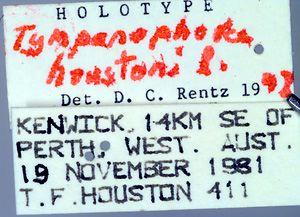 HOLOTYPE
Tympanophora
houstoni
Det. D. C. Rentz 19
KENWICK, 14KM SE OF
PERTH, WEST. AUST.
19 NOVEMBER 1981
T.F.HOUSTON 411